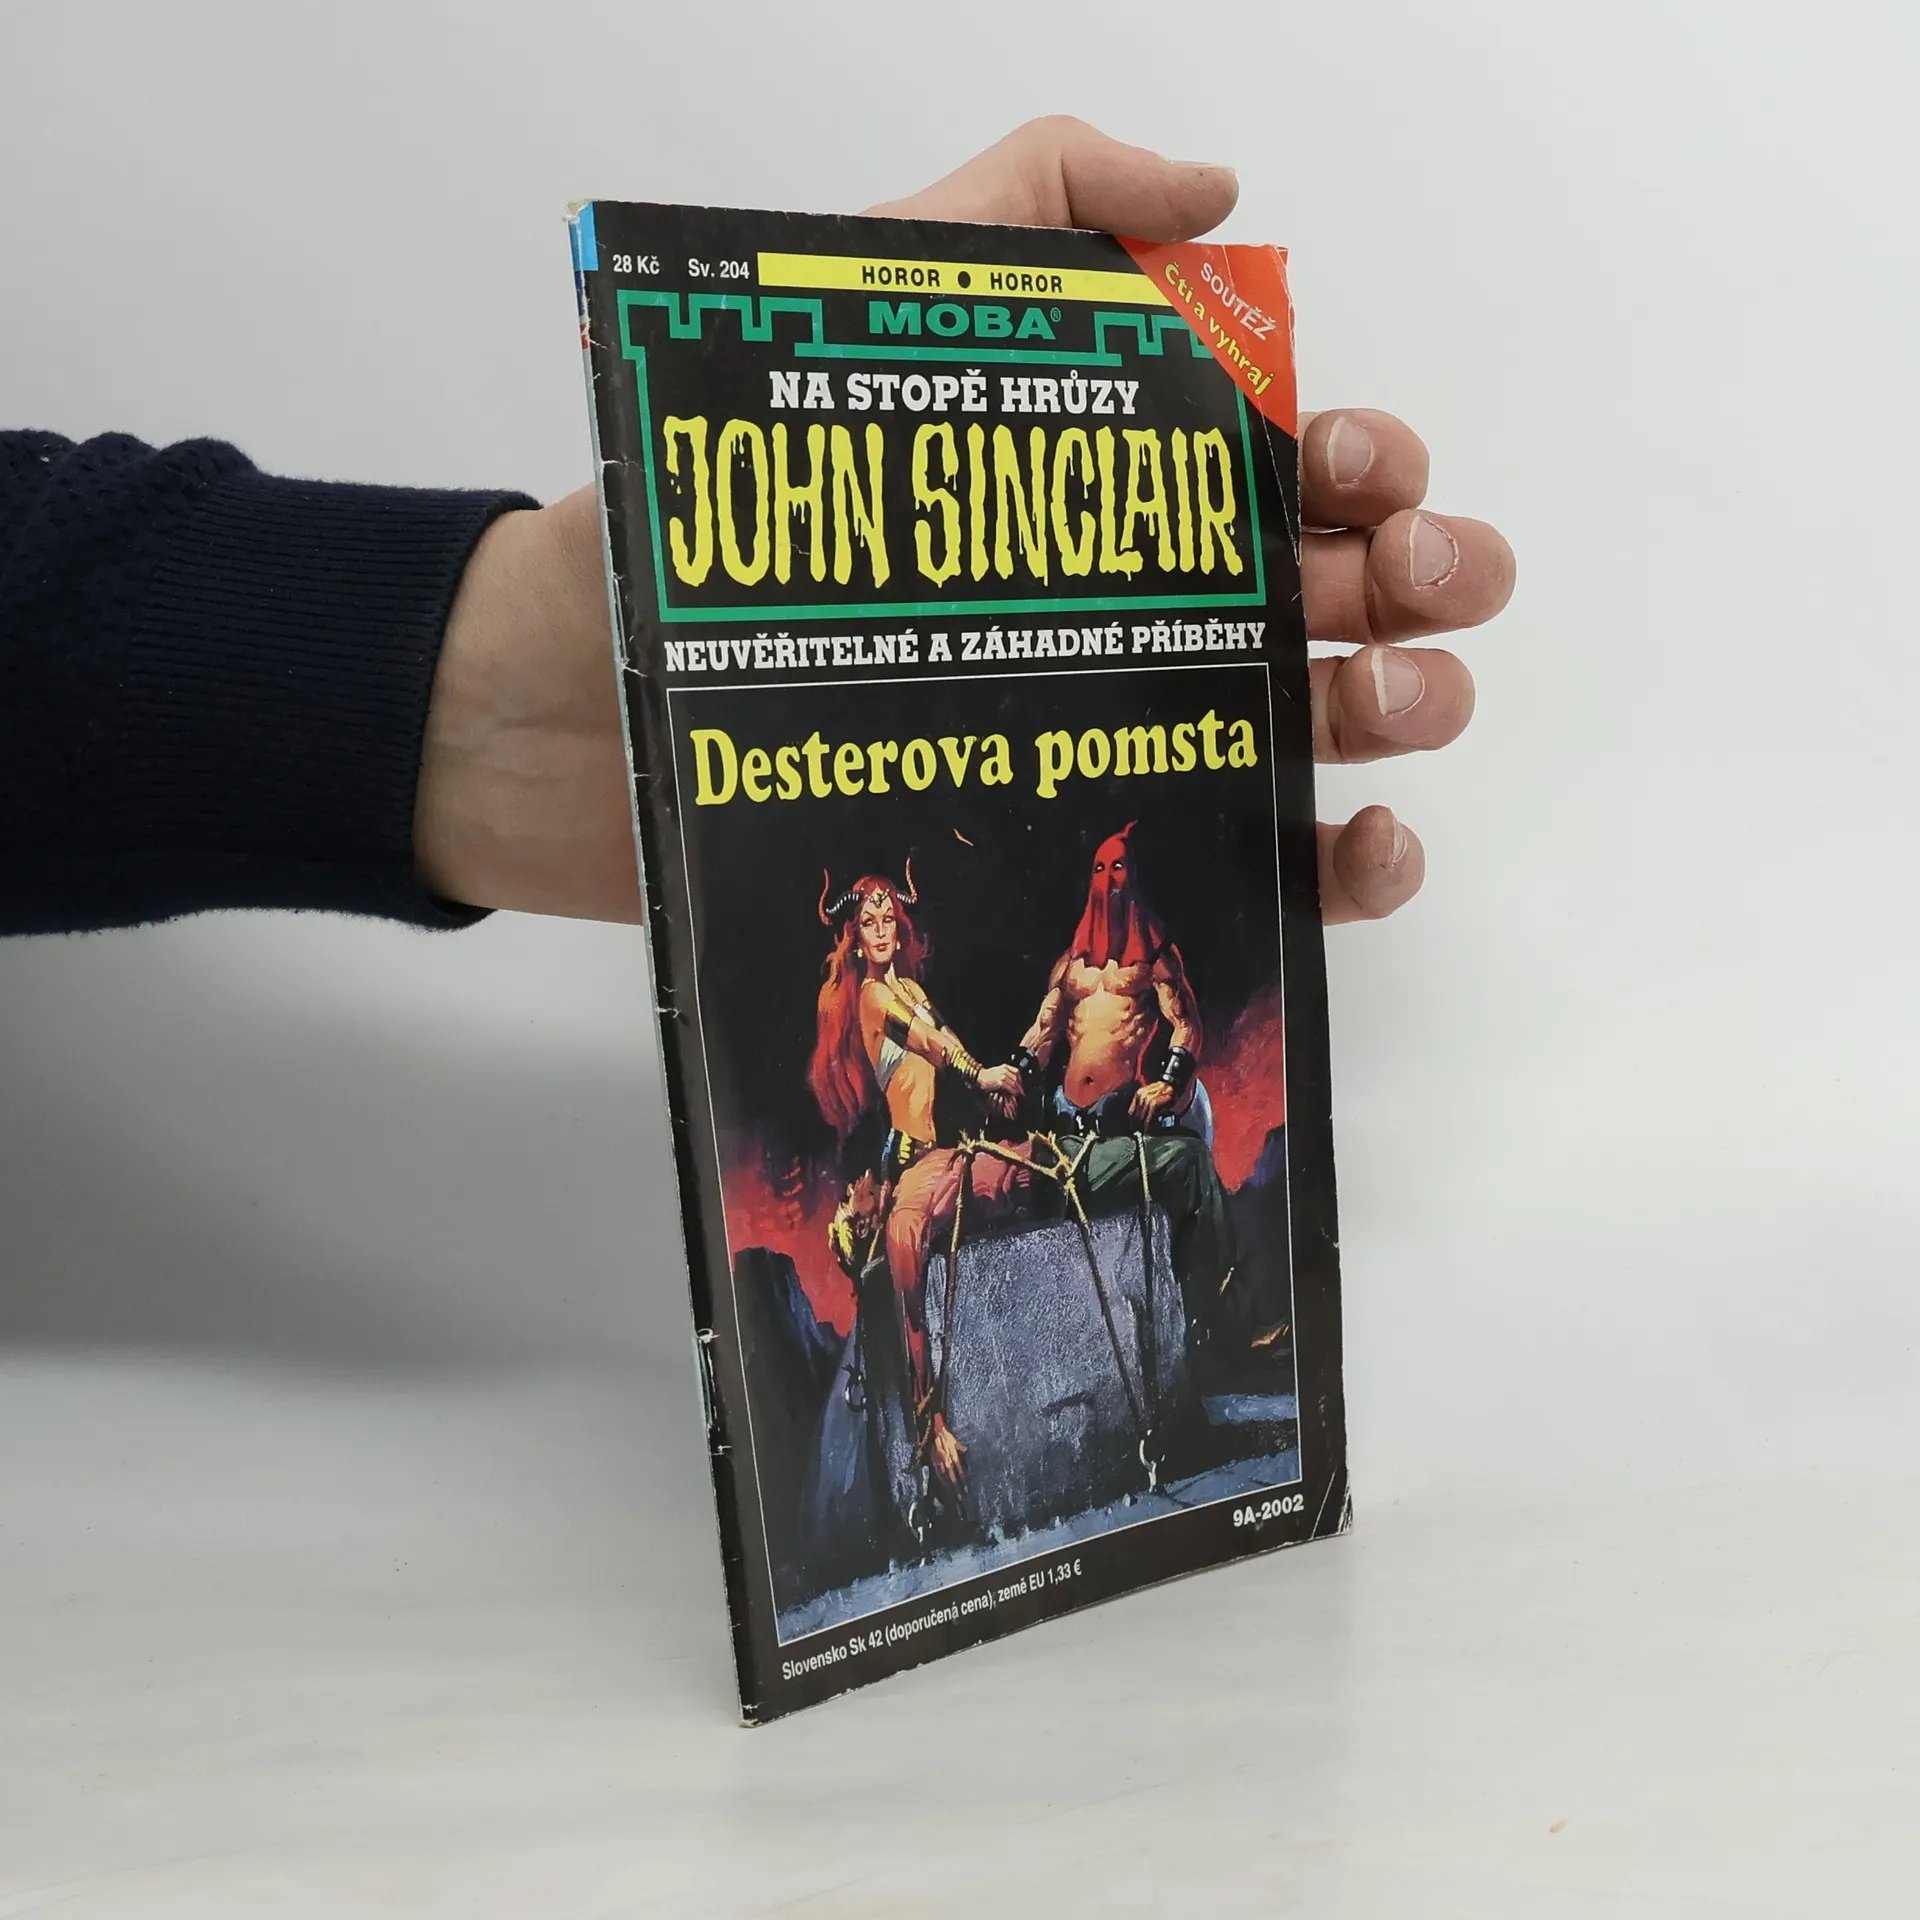 28 Kč Sv. 204 HOROR ● HOROR
SOUTĚŽ
Čti a vyhraj
MOBA®
NA STOPĚ HRŮZY
JOHN SINCLAIR
NEUVĚŘITELNÉ A ZÁHADNÉ PŘÍBĚHY
Desterova pomsta
9A-2002
Slovensko Sk 42 (doporučená cena), země EU 1,33 €